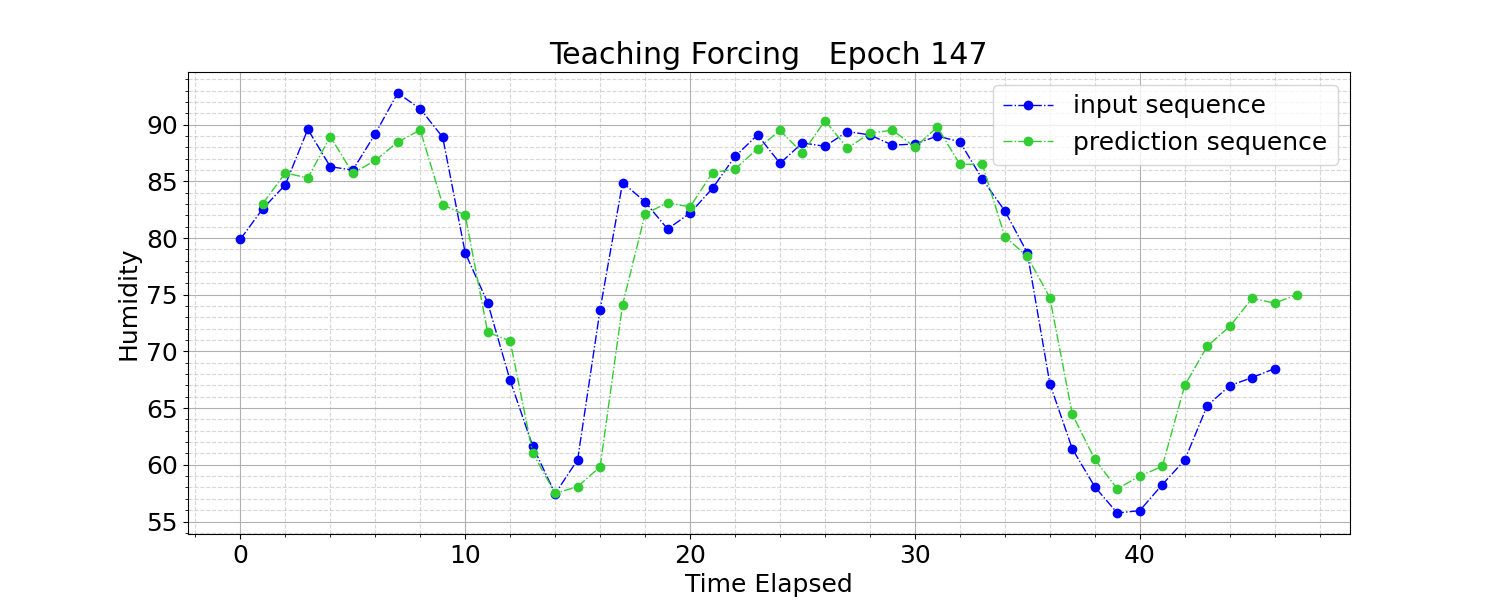 Teaching Forcing   Epoch 147
input sequence
prediction sequence
Humidity
90
85
80
75
70
65
60
55
0 10 20 30 40
Time Elapsed